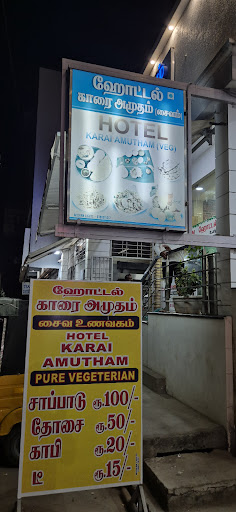 ஹோட்டல்
காரை அமுதம் (சைவம்)
HOTEL
KARAI AMUTHAM (VEG)
ஹோட்டல்
காரை அமுதம்
சைவ உணவகம்
HOTEL
KARAI
AMUTHAM
PURE VEGETERIAN
சாப்பாடு ரூ.100/-
தோசை ரூ.50/-
காபி ரூ.20/-
டீ ரூ.15/-